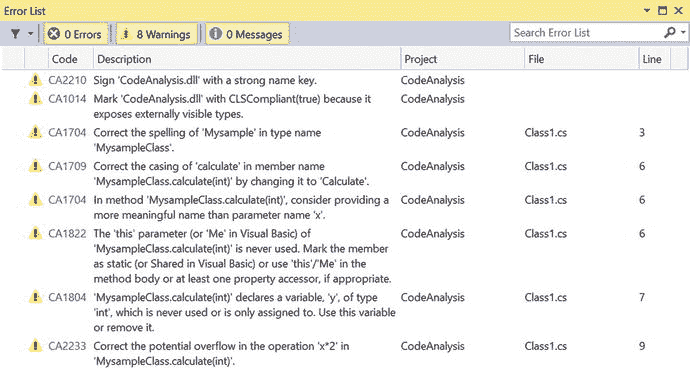 Error List
0 Errors 8 Warnings 0 Messages Search Error List
Code Description Project File Line
CA2210 Sign 'CodeAnalysis.dll' with a strong name key. CodeAnalysis
CA1014 Mark 'CodeAnalysis.dll' with CLSCompliant(true) because it CodeAnalysis
exposes externally visible types.
CA1704 Correct the spelling of 'Mysample' in type name CodeAnalysis Class1.cs 3
'MysampleClass'.
CA1709 Correct the casing of 'calculate' in member name CodeAnalysis Class1.cs 6
'MysampleClass.calculate(int)' by changing it to 'Calculate'.
CA1704 In method 'MysampleClass.calculate(int)', consider providing a CodeAnalysis Class1.cs 6
more meaningful name than parameter name 'x'.
CA1822 The 'this' parameter (or 'Me' in Visual Basic) of CodeAnalysis Class1.cs 6
'MysampleClass.calculate(int)' is never used. Mark the member
as static (or Shared in Visual Basic) or use 'this'/'Me' in the
method body or at least one property accessor, if appropriate.
CA1804 'MysampleClass.calculate(int)' declares a variable, 'y', of type CodeAnalysis Class1.cs 7
'int', which is never used or is only assigned to. Use this variable
or remove it.
CA2233 Correct the potential overflow in the operation 'x*2' in CodeAnalysis Class1.cs 9
'MysampleClass.calculate(int)'.